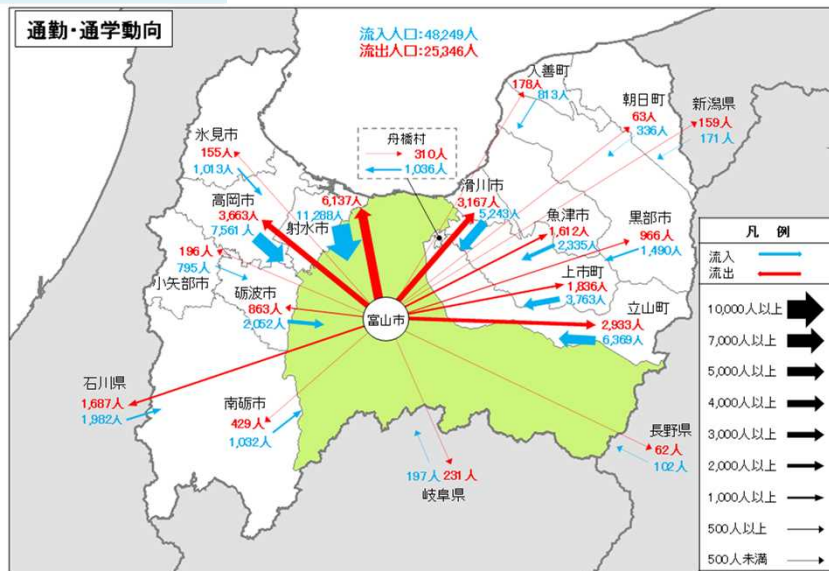 通勤・通学動向
流入人口：48,249人
流出人口：25,346人
入善町
178人
813人
朝日町
63人
336人
新潟県
159人
171人
氷見市
155人
1,013人
舟橋村
310人
1,036人
高岡市
3,663人
7,561人
射水市
6,137人
11,288人
滑川市
3,167人
5,243人
魚津市
1,612人
2,335人
黒部市
966人
1,490人
196人
795人
小矢部市
砺波市
863人
2,052人
富山市
上市町
1,836人
3,763人
立山町
2,933人
6,369人
石川県
1,687人
1,982人
南砺市
429人
1,032人
197人
231人
岐阜県
長野県
62人
102人
凡 例
流入
流出
10,000人以上
7,000人以上
5,000人以上
4,000人以上
3,000人以上
2,000人以上
1,000人以上
500人以上
500人未満